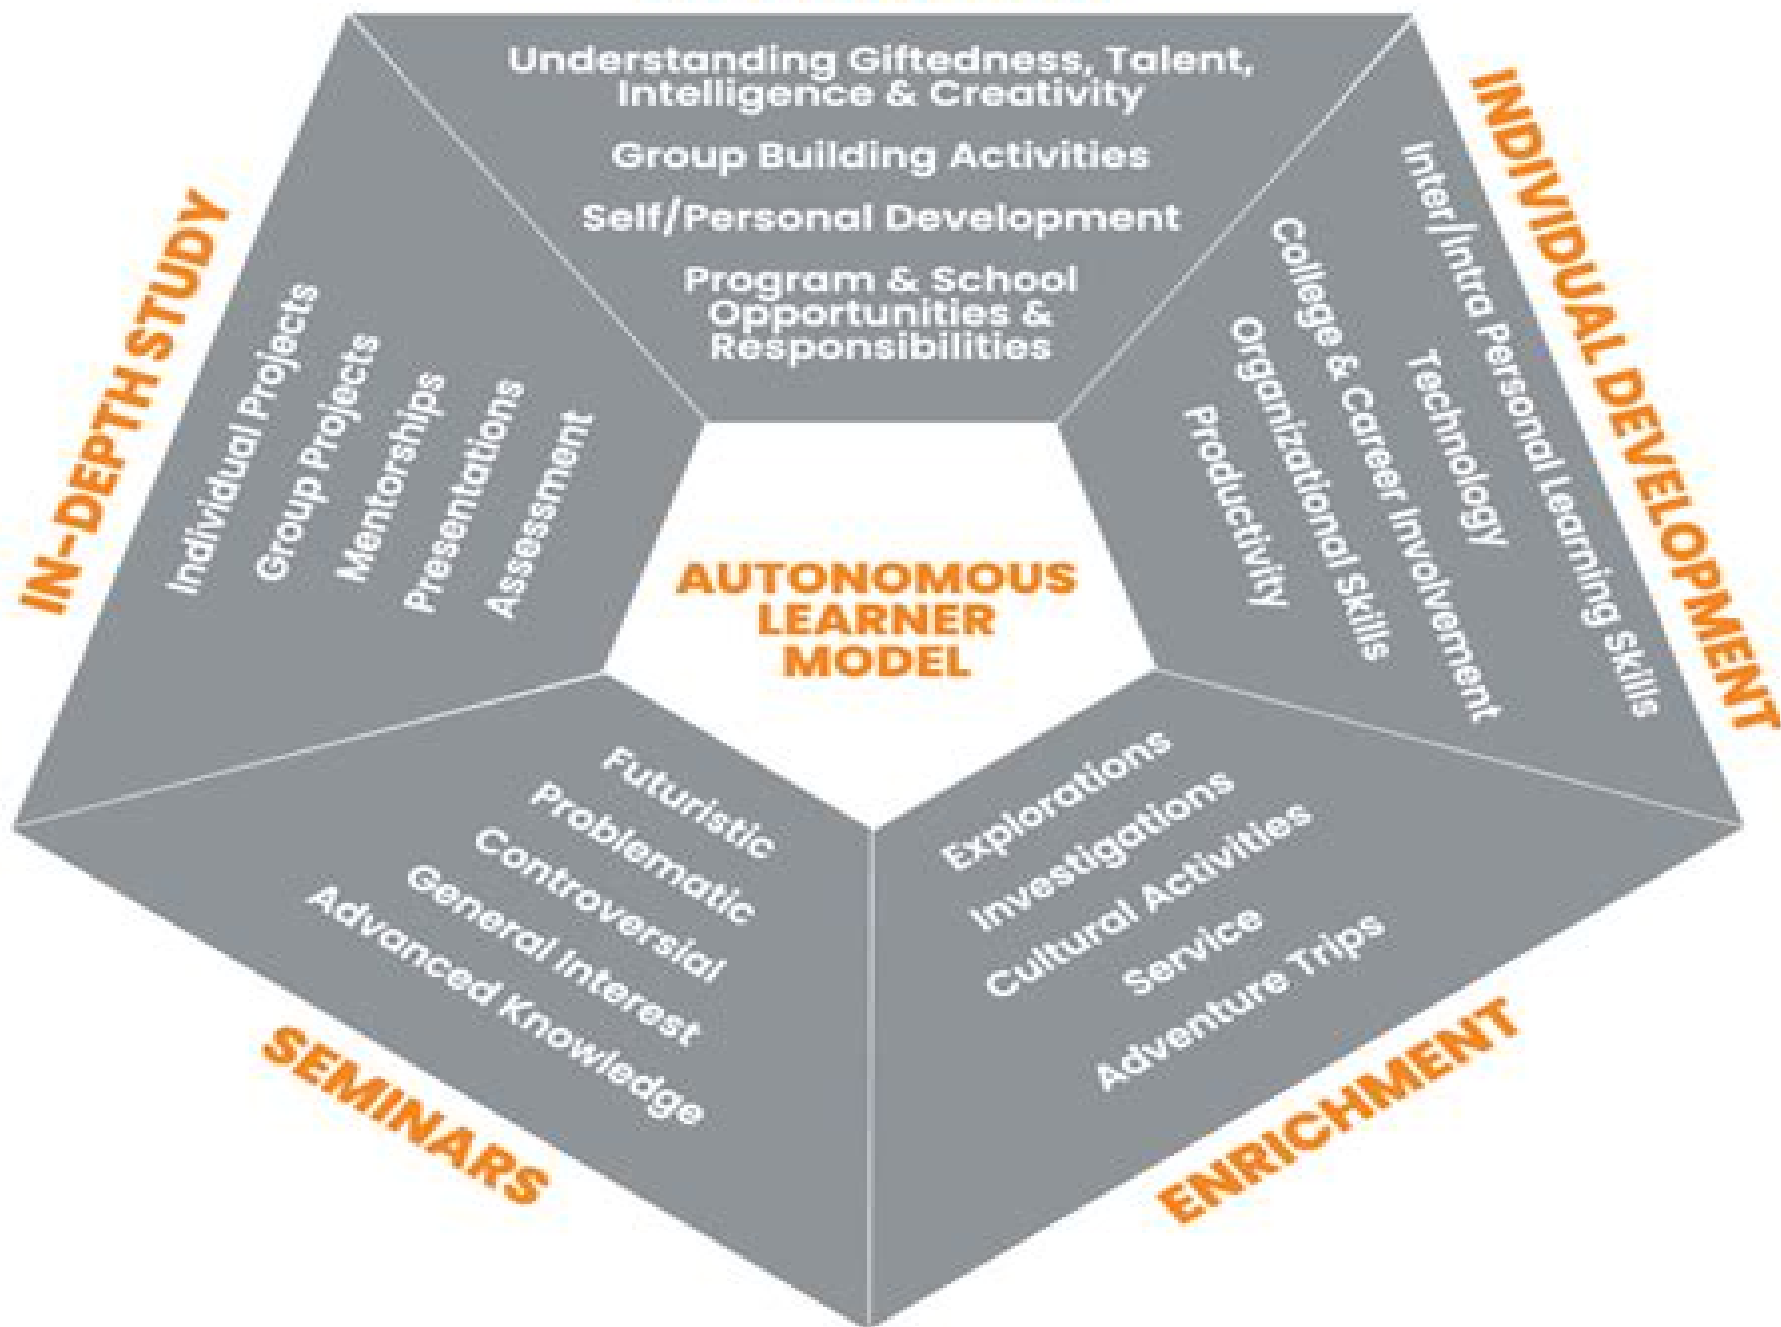 Understanding Giftedness, Talent,
Intelligence & Creativity
Group Building Activities
Self/Personal Development
Program & School
Opportunities &
Responsibilities
INDIVIDUAL DEVELOPMENT
Inter/Intra Personal Learning Skills
Technology
College & Career Involvement
Organizational Skills
Productivity
IN-DEPTH STUDY
Individual Projects
Group Projects
Mentorships
Presentations
Assessment
AUTONOMOUS
LEARNER
MODEL
Explorations
Investigations
Cultural Activities
Service
Adventure Trips
ENRICHMENT
Futuristic
Problematic
Controversial
General Interest
Advanced Knowledge
SEMINARS